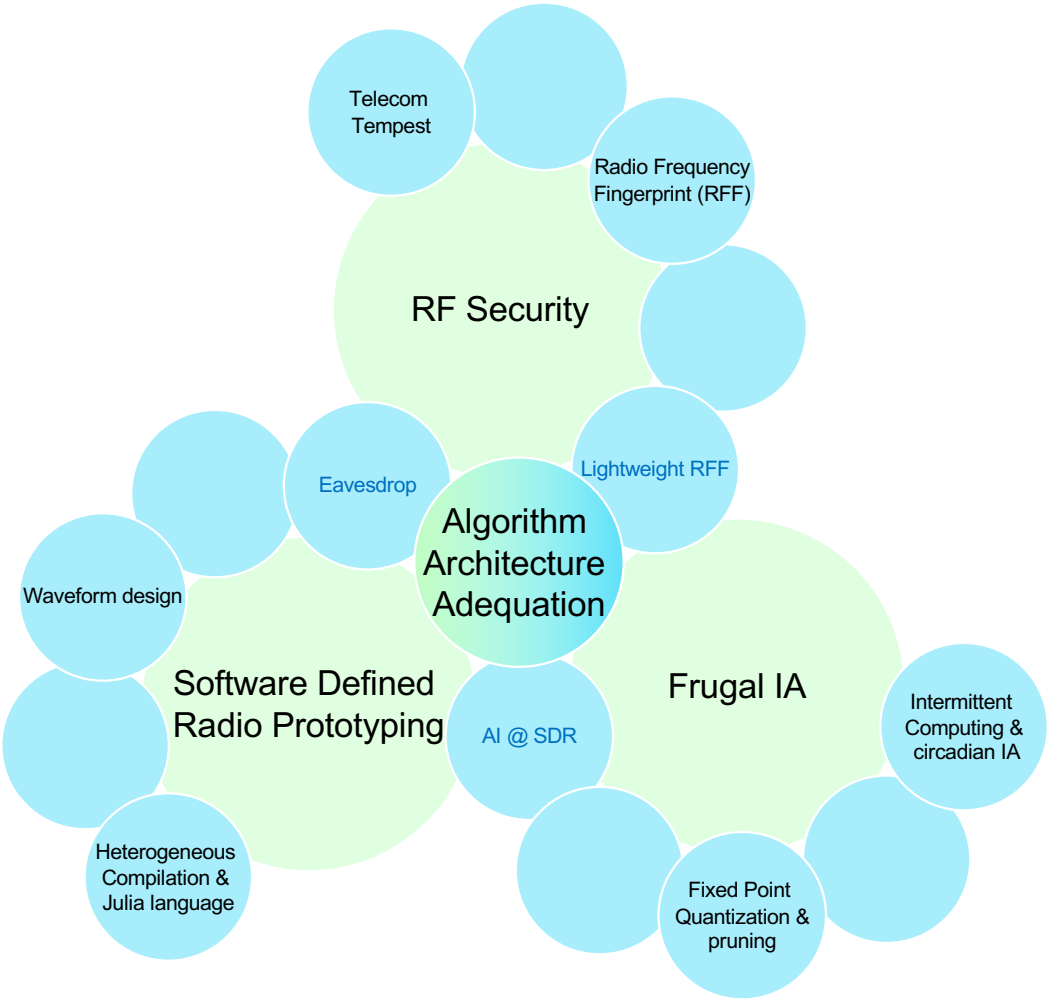 Telecom
Tempest
Radio Frequency
Fingerprint (RFF)
RF Security
Eavesdrop
Lightweight RFF
Algorithm
Architecture
Adequation
Waveform design
Software Defined
Radio Prototyping
AI @ SDR
Frugal IA
Intermittent
Computing &
circadian IA
Heterogeneous
Compilation &
Julia language
Fixed Point
Quantization &
pruning